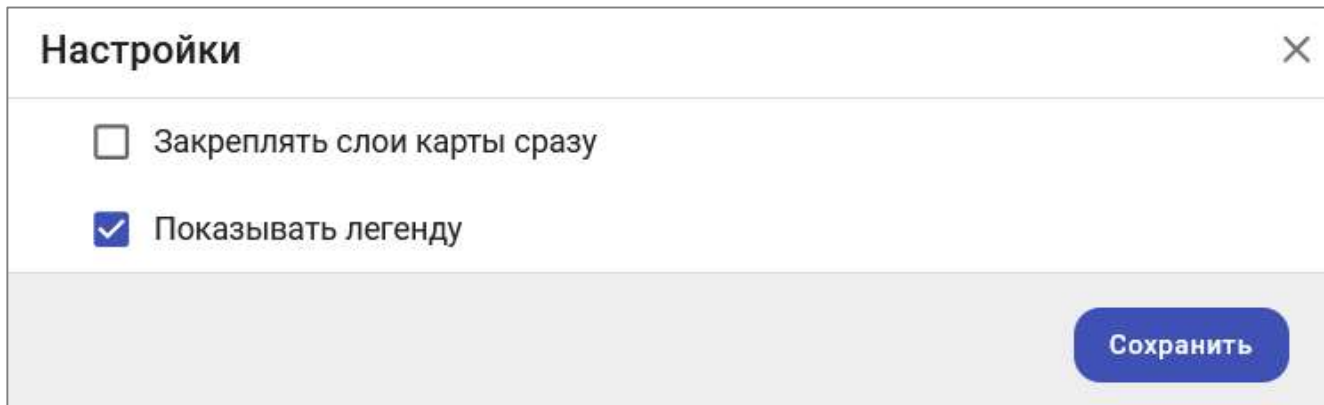 Настройки
Закреплять слои карты сразу
Показывать легенду
Сохранить